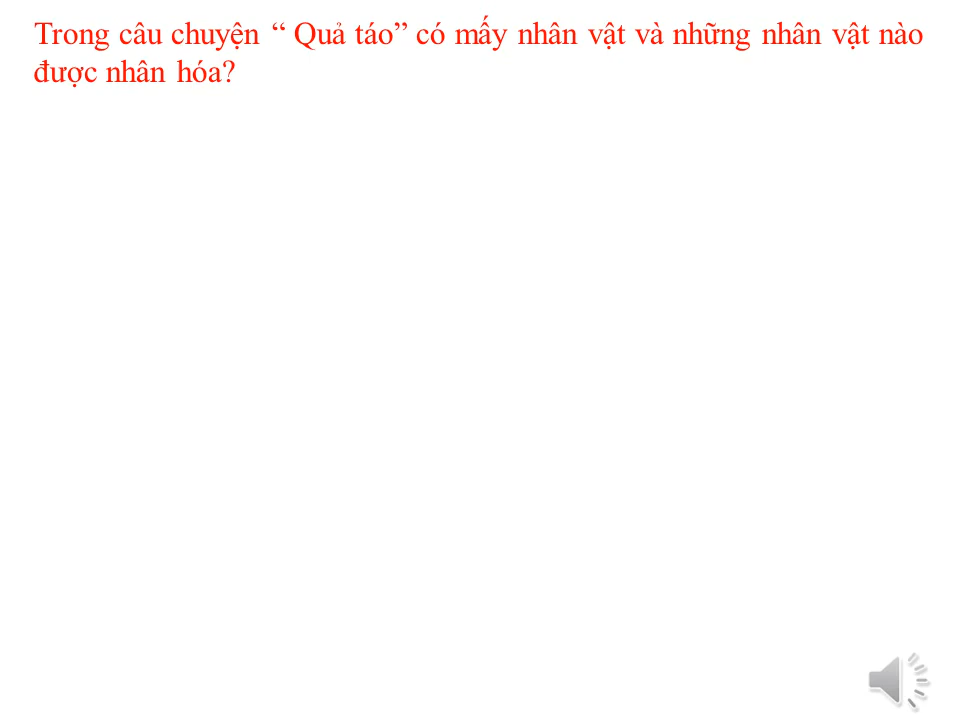 Trong câu chuyện “ Quả táo” có mấy nhân vật và những nhân vật nào
được nhân hóa?